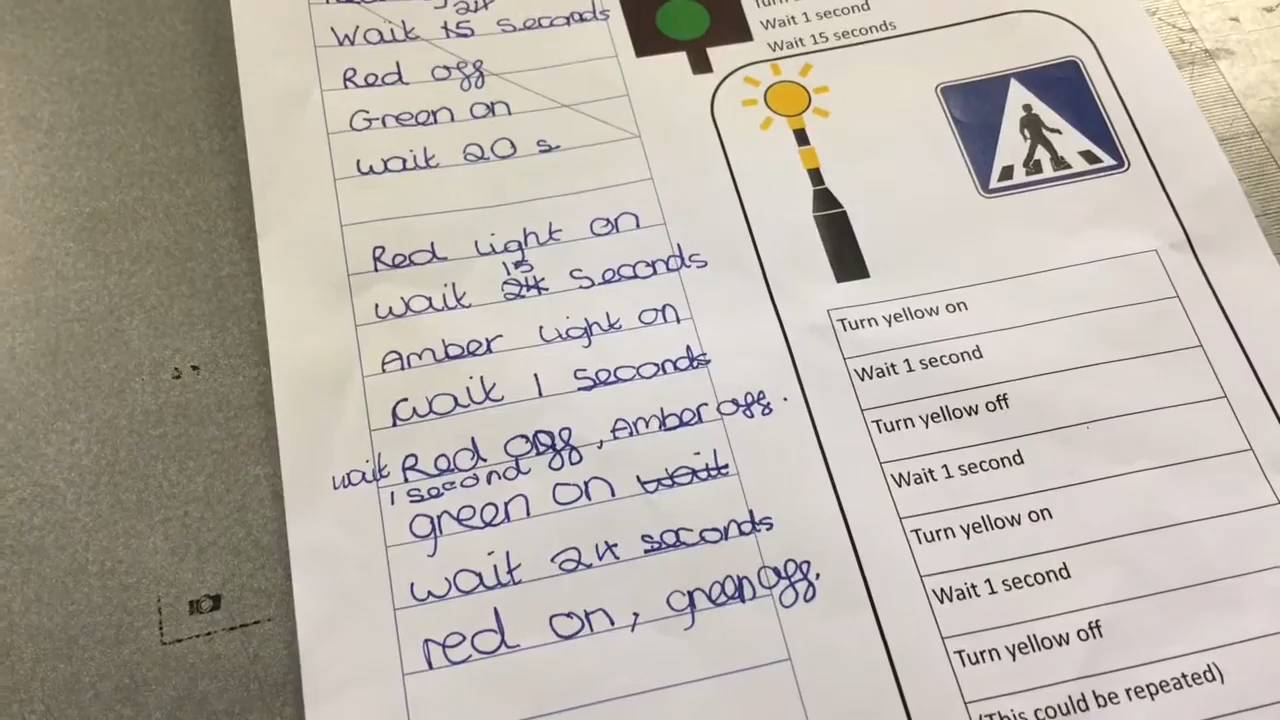 24
Wait 15 seconds
Red off
Green on
wait 20 s
Red light on
15
wait 24 seconds
Amber light on
wait 1 seconds
Red off, Amber off.
wait
1 second
green on wait
wait 24 seconds
red on, green off.
Wait 1 second
Wait 15 seconds
Turn yellow on
Wait 1 second
Turn yellow off
Wait 1 second
Turn yellow on
Wait 1 second
Turn yellow off
(This could be repeated)